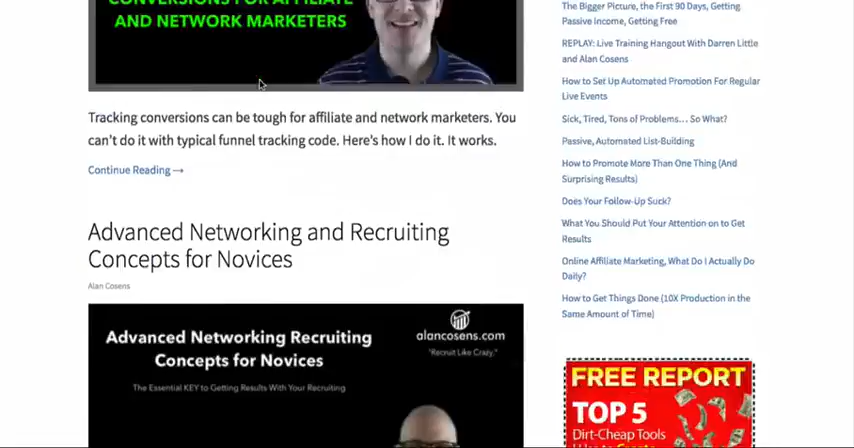 CONVERSIONS FOR AFFILIATE
AND NETWORK MARKETERS
Tracking conversions can be tough for affiliate and network marketers. You
can't do it with typical funnel tracking code. Here's how I do it. It works.
Continue Reading →
Advanced Networking and Recruiting
Concepts for Novices
Alan Cosens
Advanced Networking Recruiting
Concepts for Novices
The Essential KEY to Getting Results With Your Recruiting
alancosens.com
"Recruit Like Crazy."
The Bigger Picture, the First 90 Days, Getting
Passive Income, Getting Free
REPLAY: Live Training Hangout With Darren Little
and Alan Cosens
How to Set Up Automated Promotion For Regular
Live Events
Sick, Tired, Tons of Problems… So What?
Passive, Automated List-Building
How to Promote More Than One Thing (And
Surprising Results)
Does Your Follow-Up Suck?
What You Should Put Your Attention on to Get
Results
Online Affiliate Marketing, What Do I Actually Do
Daily?
How to Get Things Done (10X Production in the
Same Amount of Time)
FREE REPORT
TOP 5
Dirt-Cheap Tools